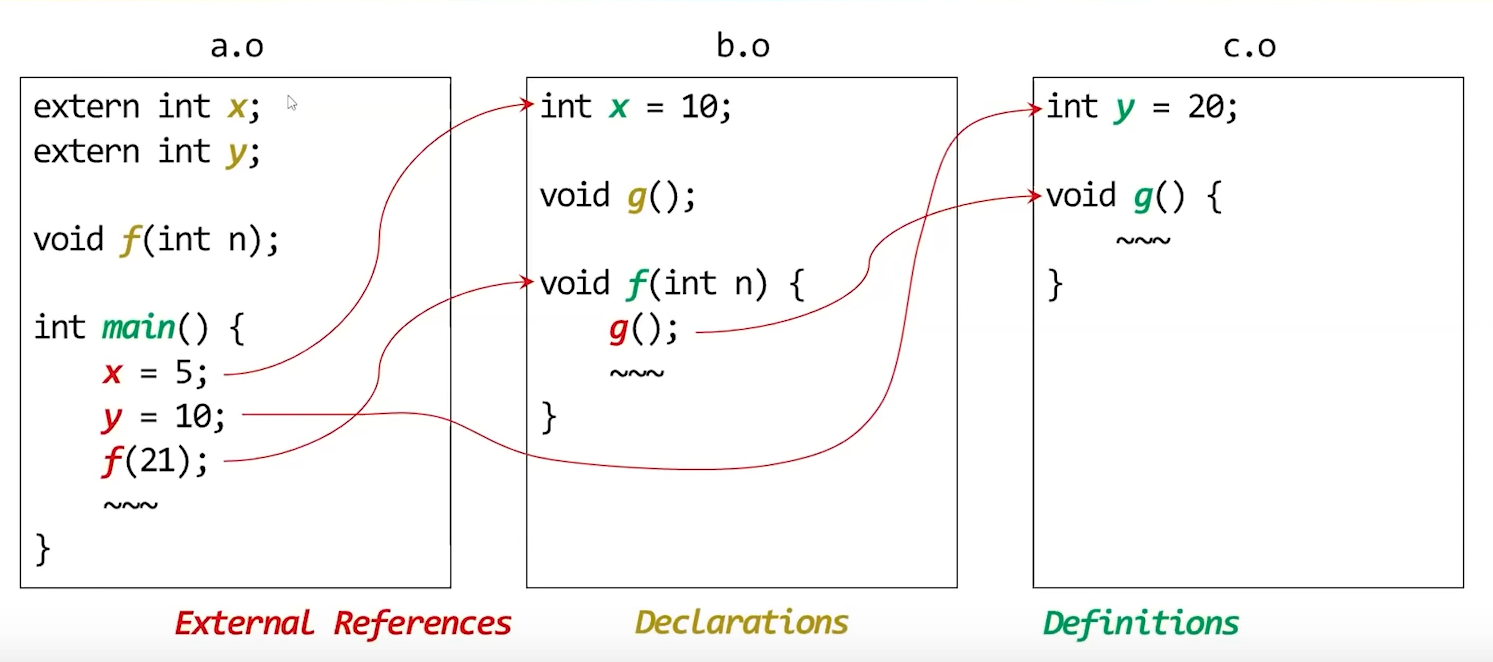 a.o
extern int x;
extern int y;
void f(int n);
int main() {
x = 5;
y = 10;
f(21);
~~~
}
b.o
int x = 10;
void g();
void f(int n) {
g();
~~~
}
c.o
int y = 20;
void g() {
~~~
}
External References
Declarations
Definitions